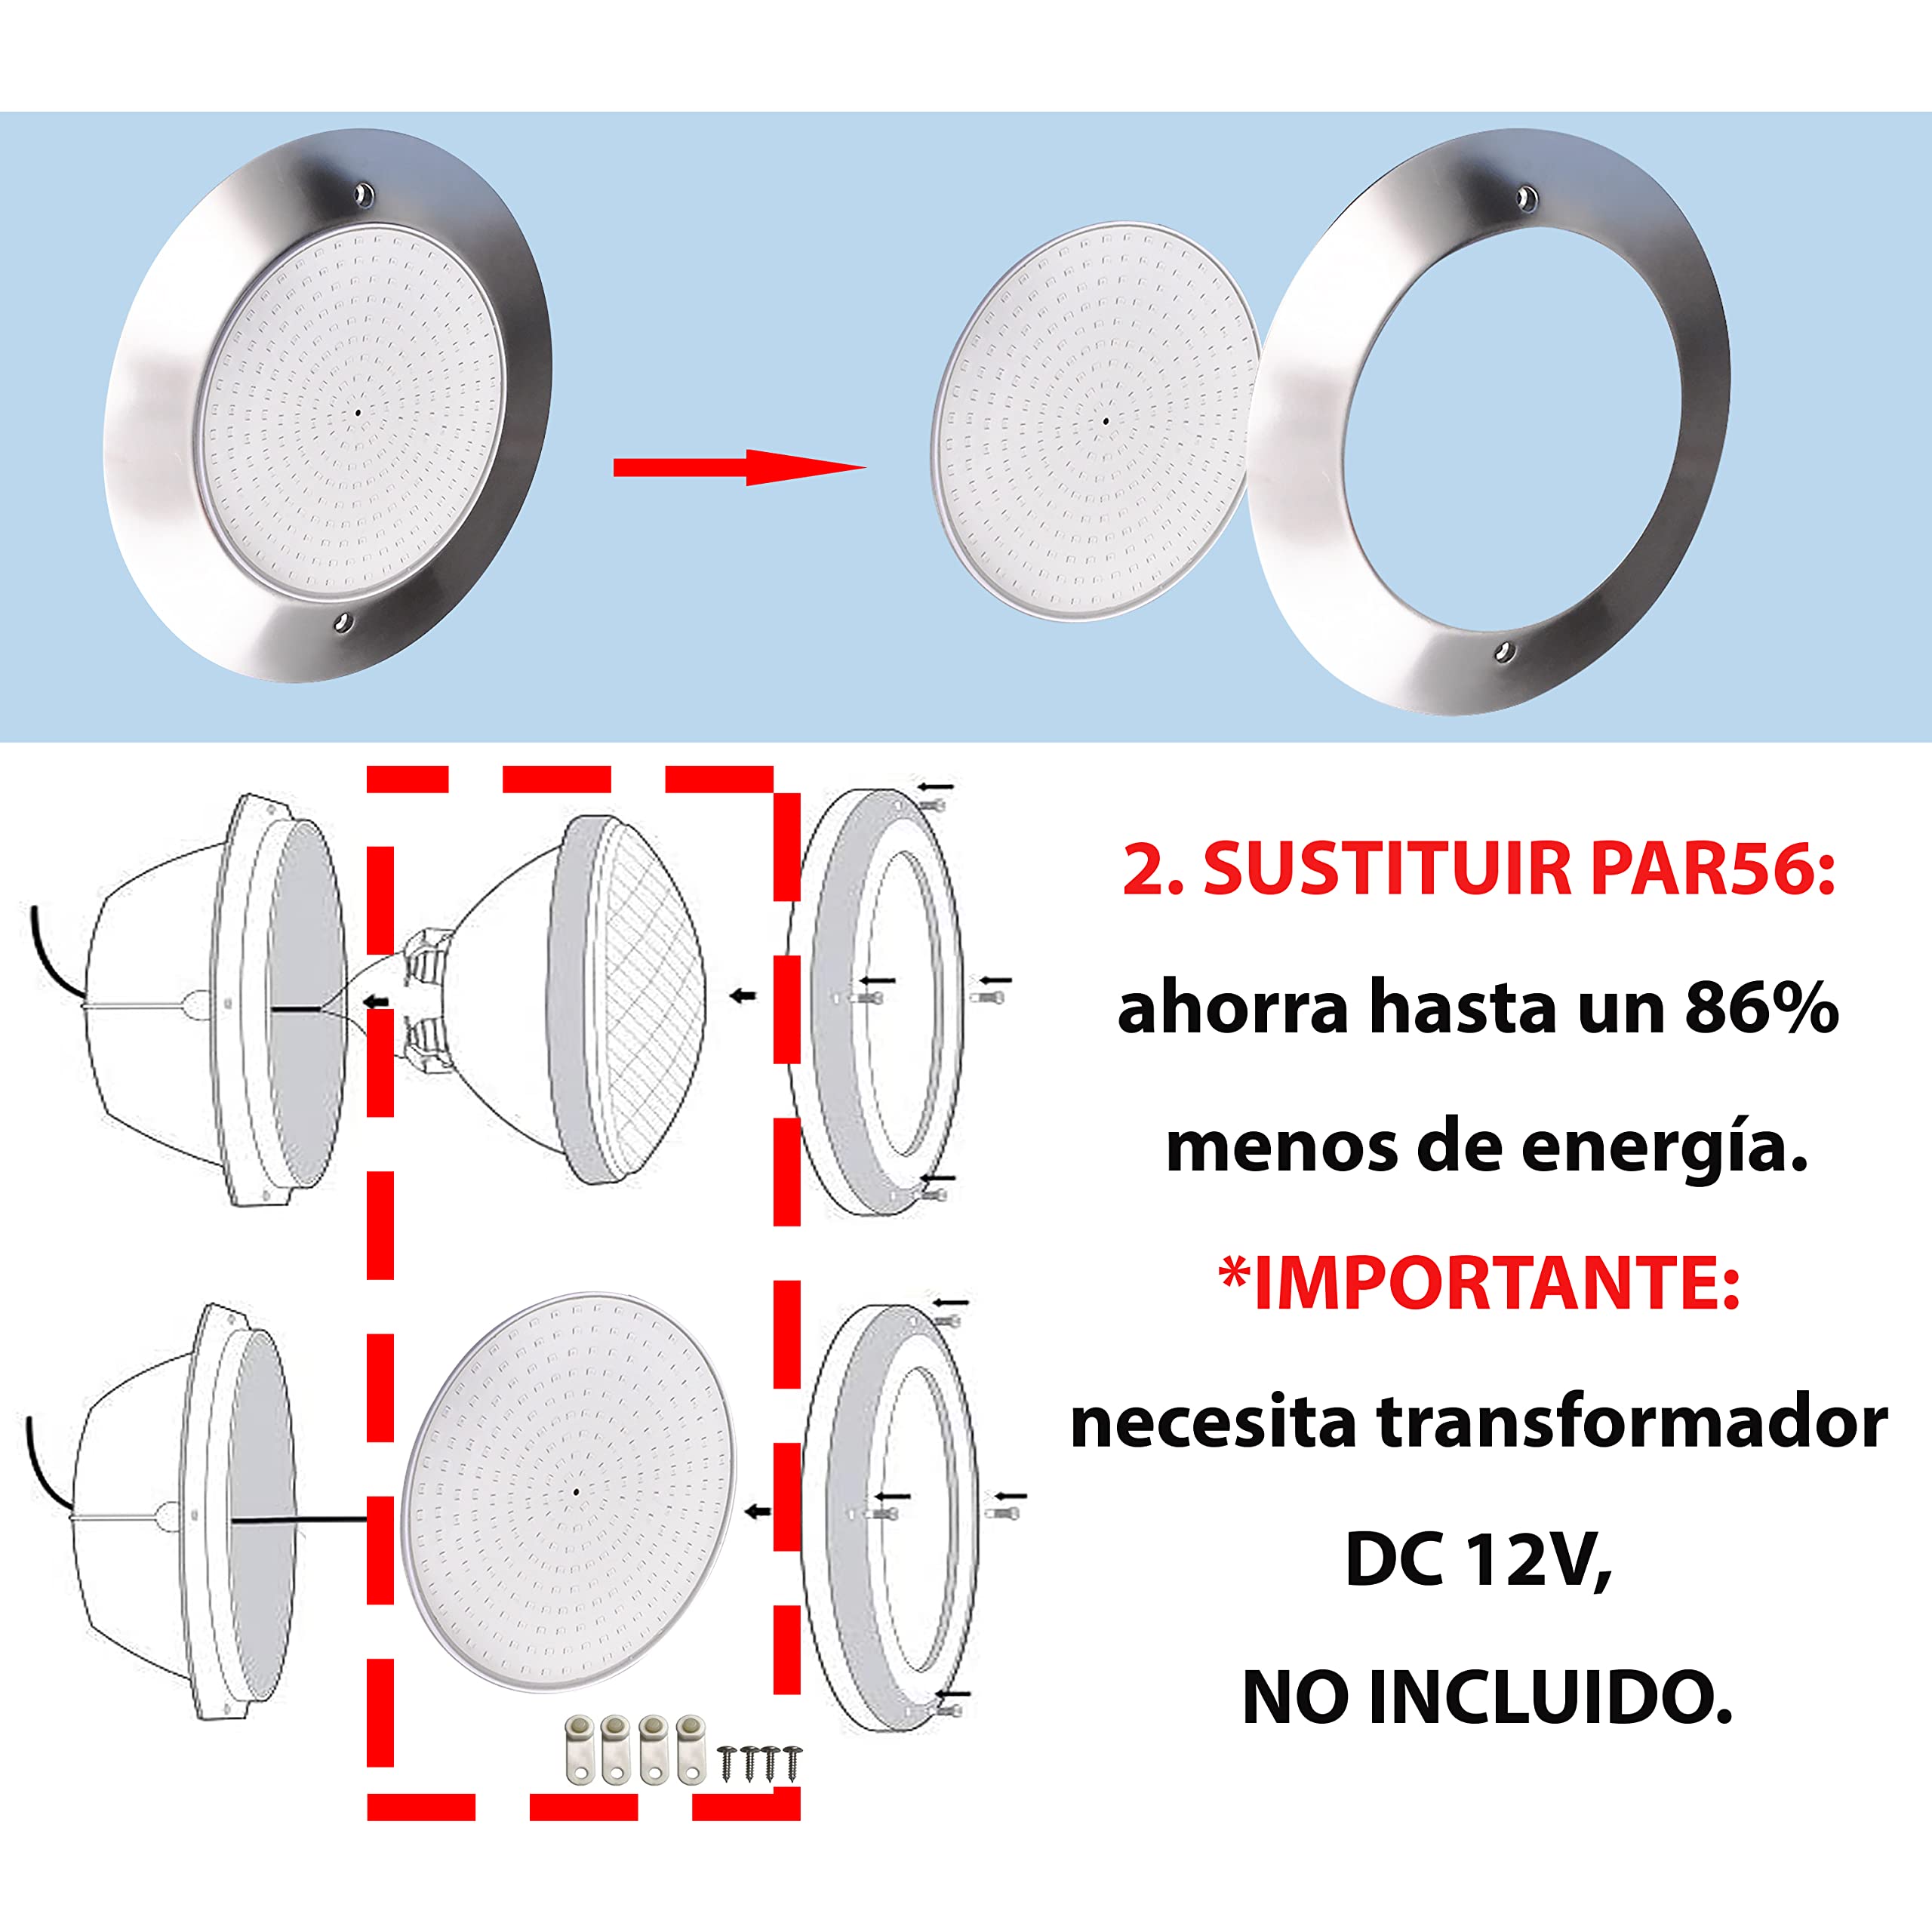 2. SUSTITUIR PAR56:
ahorra hasta un 86%
menos de energía.
*IMPORTANTE:
necesita transformador
DC 12V,
NO INCLUIDO.